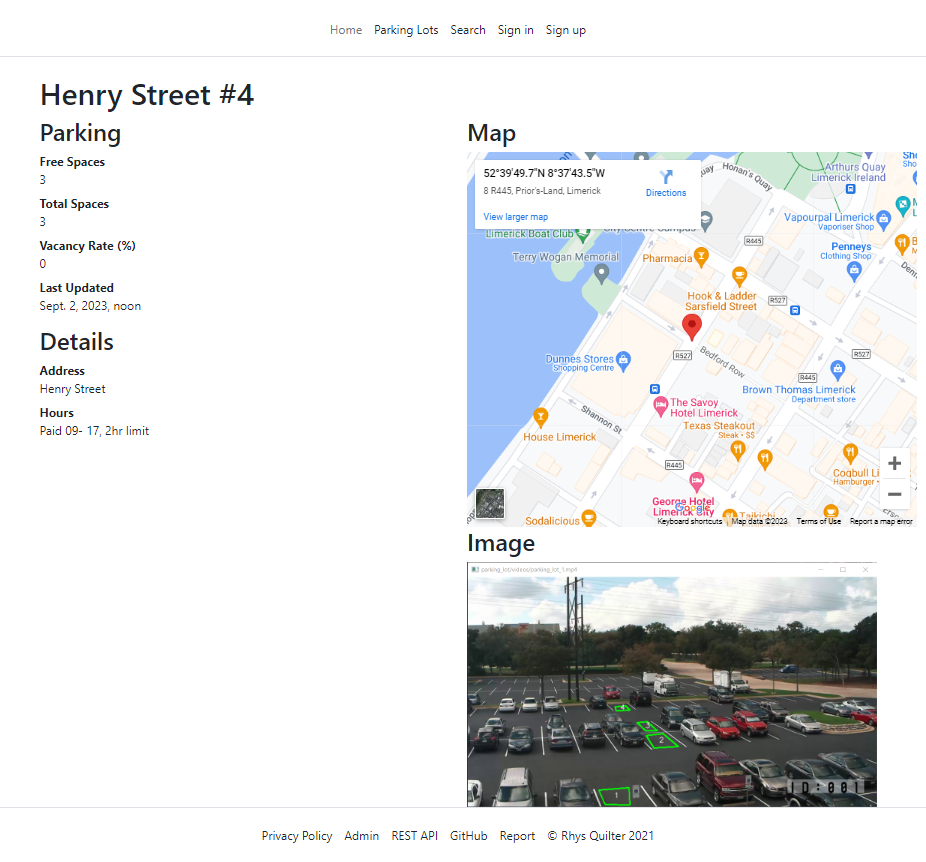 Home Parking Lots Search Sign in Sign up
Henry Street #4
Parking
Free Spaces
3
Total Spaces
3
Vacancy Rate (%)
0
Last Updated
Sept. 2, 2023, noon
Details
Address
Henry Street
Hours
Paid 09- 17, 2hr limit
Map
52°39'49.7"N 8°37'43.5"W
8 R445, Prior's-Land, Limerick
Directions
View larger map
Honan's Quay
Arthurs Quay
Limerick Ireland
Limerick Boat Club
City Centre Campus
R445
Vapourpal Limerick
Vaporiser Shop
Terry Wogan Memorial
Pharmacia
Penneys
Clothing Shop
Hook & Ladder
Sarsfield Street
R527
R527
Bedford Row
R527
Dunnes Stores
Shopping Centre
R445
Brown Thomas Limerick
Department store
The Savoy
Hotel Limerick
Shannon St
House Limerick
Texas Steakout
Steak • $$
R445
Coqbull Li
Hamburger •
George Hotel
Limerick City
Google
Taikichi
Sodalicious
Keyboard shortcuts Map data ©2023 Terms of Use Report a map error
Image
parking_lot/videos/parking_lot_1.mp4
4
3
2
1
ID:001
Privacy Policy Admin REST API GitHub Report © Rhys Quilter 2021